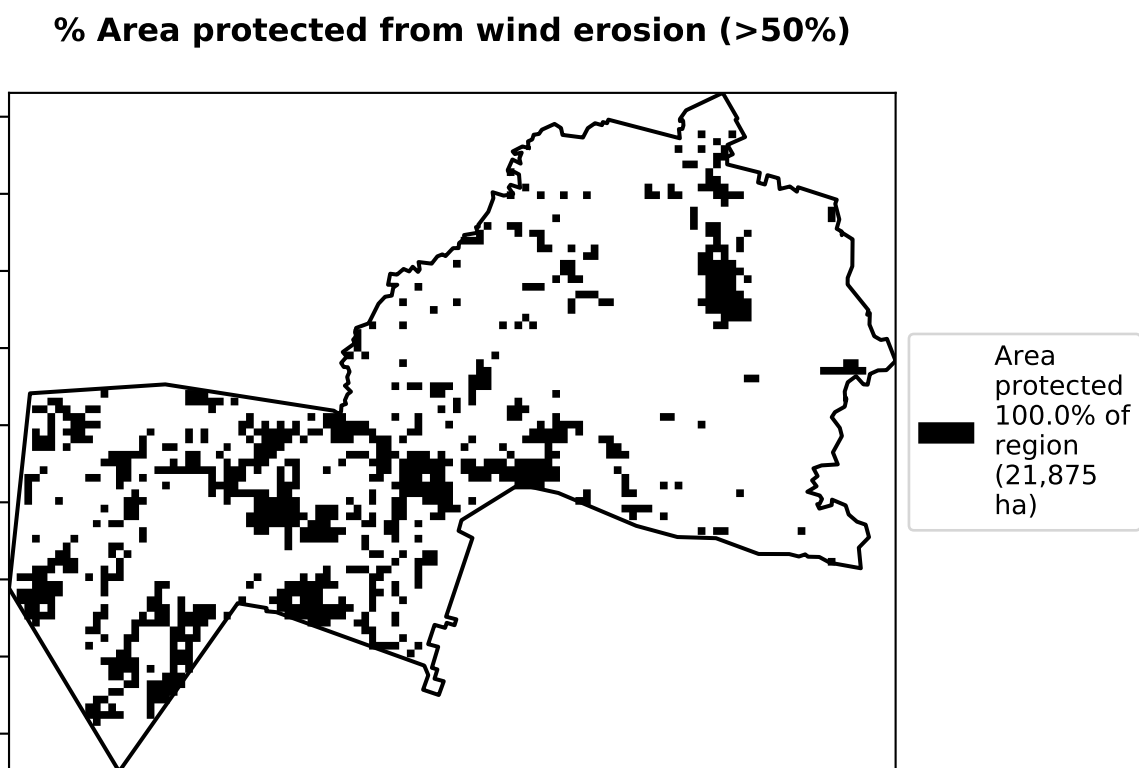 % Area protected from wind erosion (>50%)
Area
protected
100.0% of
region
(21,875
ha)